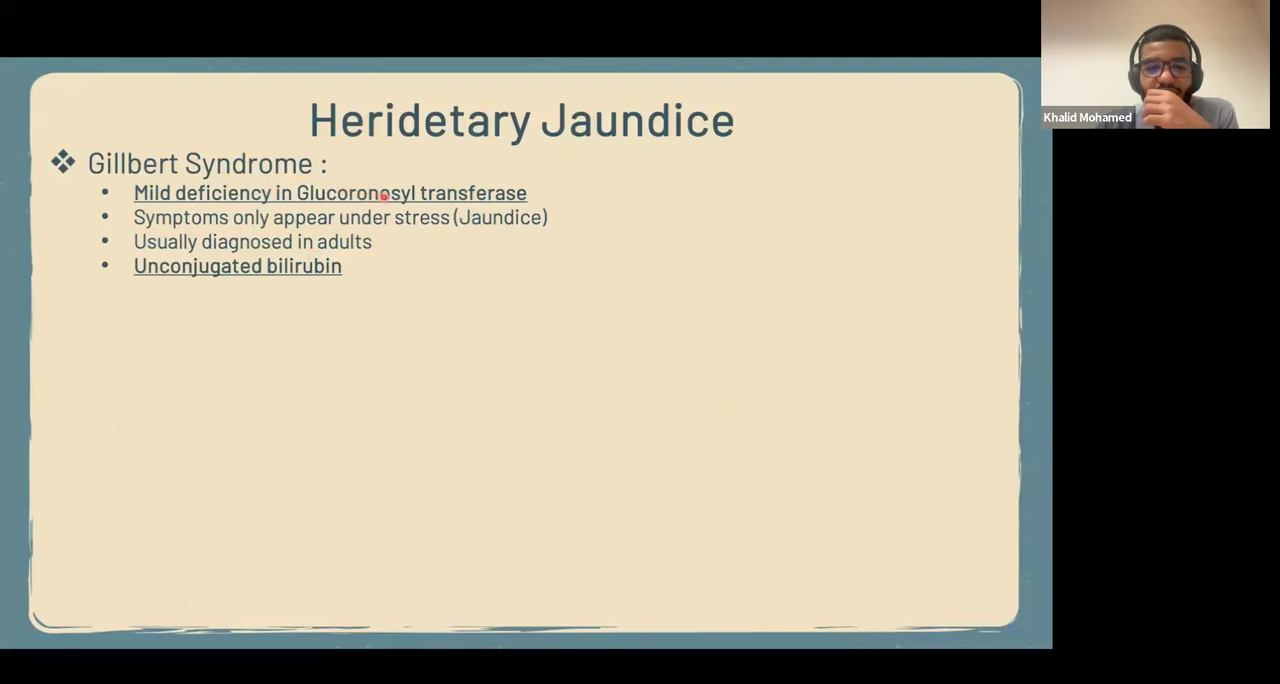 Heridetary Jaundice
Gillbert Syndrome :
Mild deficiency in Glucoronosyl transferase
Symptoms only appear under stress (Jaundice)
Usually diagnosed in adults
Unconjugated bilirubin
Khalid Mohamed